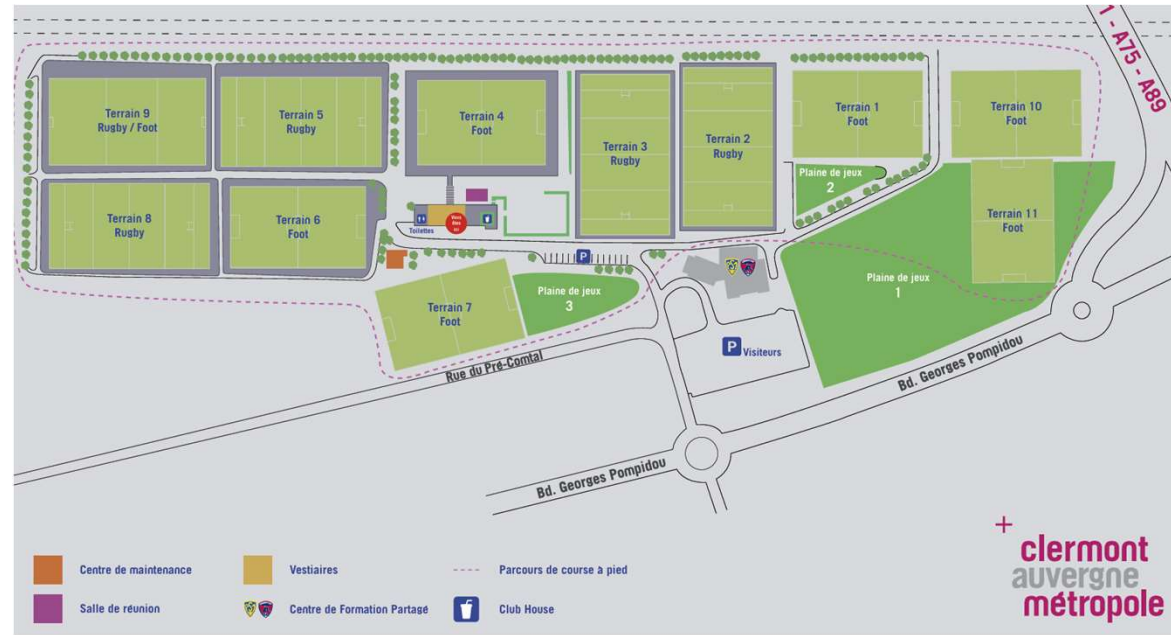 1 - A75 - A89
Terrain 9
Rugby / Foot
Terrain 5
Rugby
Terrain 4
Foot
Terrain 3
Rugby
Terrain 2
Rugby
Terrain 1
Foot
Terrain 10
Foot
Plaine de jeux
2
Terrain 8
Rugby
Terrain 6
Foot
Toilettes
Vous
êtes
ici
Terrain 11
Foot
P
Terrain 7
Foot
Plaine de jeux
3
Plaine de jeux
1
P Visiteurs
Rue du Pré-Comtal
Bd. Georges Pompidou
Bd. Georges Pompidou
Centre de maintenance
Vestiaires
Parcours de course à pied
Salle de réunion
Centre de Formation Partagé
Club House
clermont
auvergne
métropole